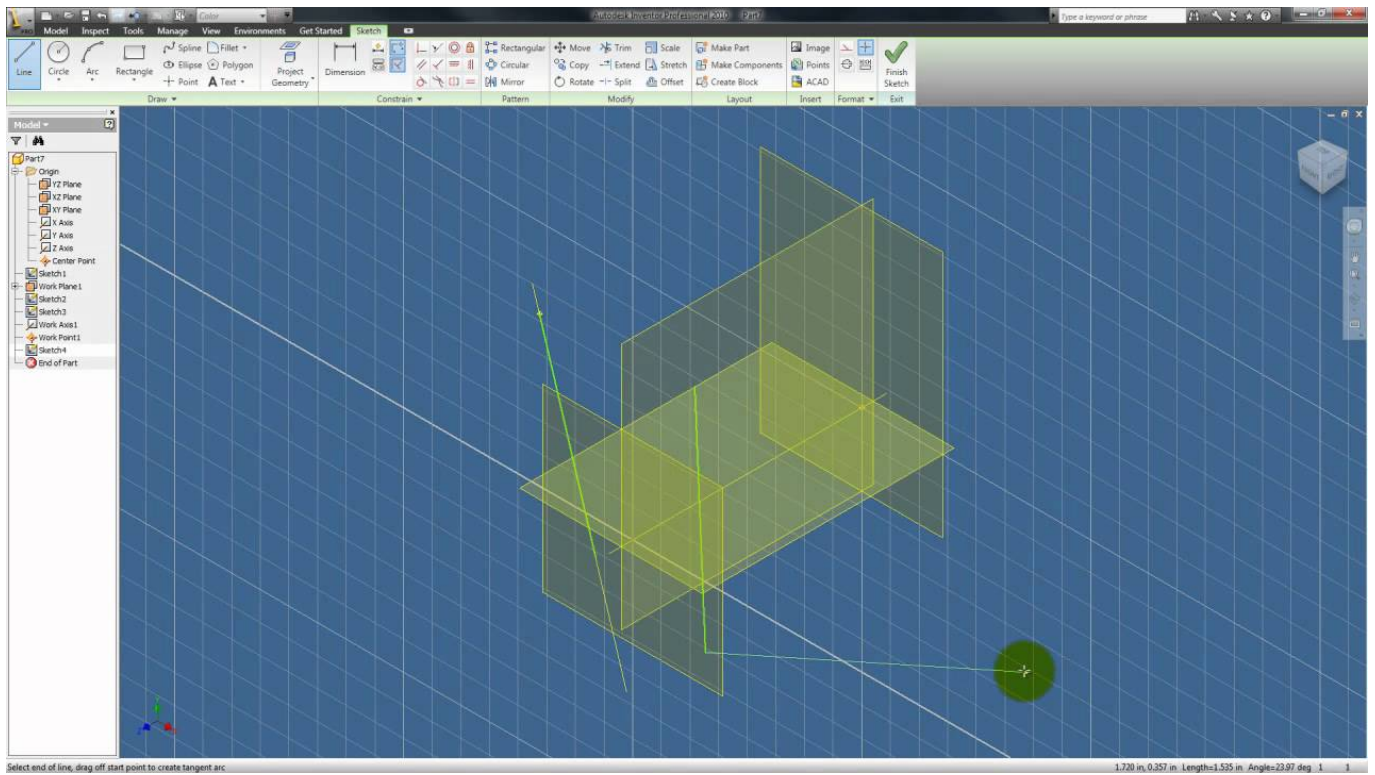 Color
Autodesk Inventor Professional 2010 Part7
Type a keyword or phrase
PRO Model Inspect Tools Manage View Environments Get Started Sketch
Line Circle Arc Rectangle
Spline Fillet
Ellipse Polygon
Point A Text
Project Geometry
Dimension
Rectangular
Circular
Mirror
Move Trim Scale
Copy Extend Stretch
Rotate Split Offset
Make Part
Make Components
Create Block
Image
Points
ACAD
Finish Sketch
Draw Constrain Pattern Modify Layout Insert Format Exit
Model
Part7
Origin
YZ Plane
XZ Plane
XY Plane
X Axis
Y Axis
Z Axis
Center Point
Sketch1
Work Plane1
Sketch2
Sketch3
Work Axis1
Work Point1
Sketch4
End of Part
Select end of line, drag off start point to create tangent arc
1.720 in, 0.357 in Length=1.535 in Angle=23.97 deg 1 1